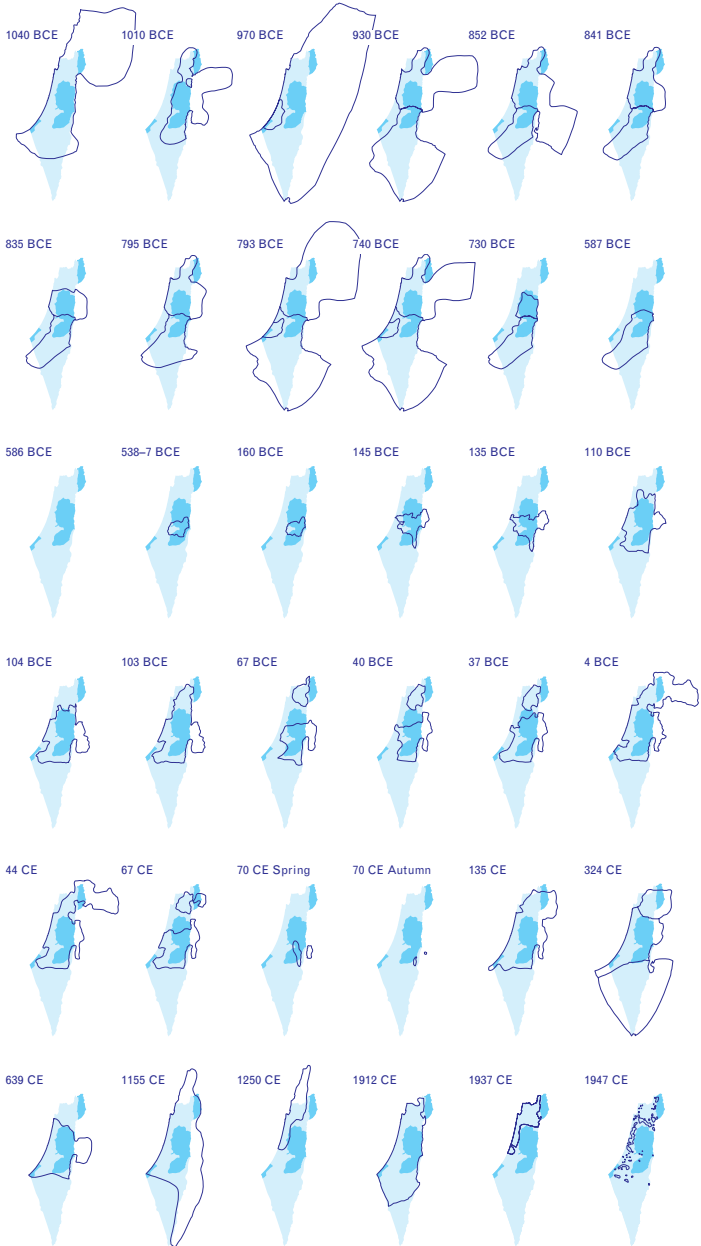 1040 BCE 1010 BCE 970 BCE 930 BCE 852 BCE 841 BCE
835 BCE 795 BCE 793 BCE 740 BCE 730 BCE 587 BCE
586 BCE 538–7 BCE 160 BCE 145 BCE 135 BCE 110 BCE
104 BCE 103 BCE 67 BCE 40 BCE 37 BCE 4 BCE
44 CE 67 CE 70 CE Spring 70 CE Autumn 135 CE 324 CE
639 CE 1155 CE 1250 CE 1912 CE 1937 CE 1947 CE